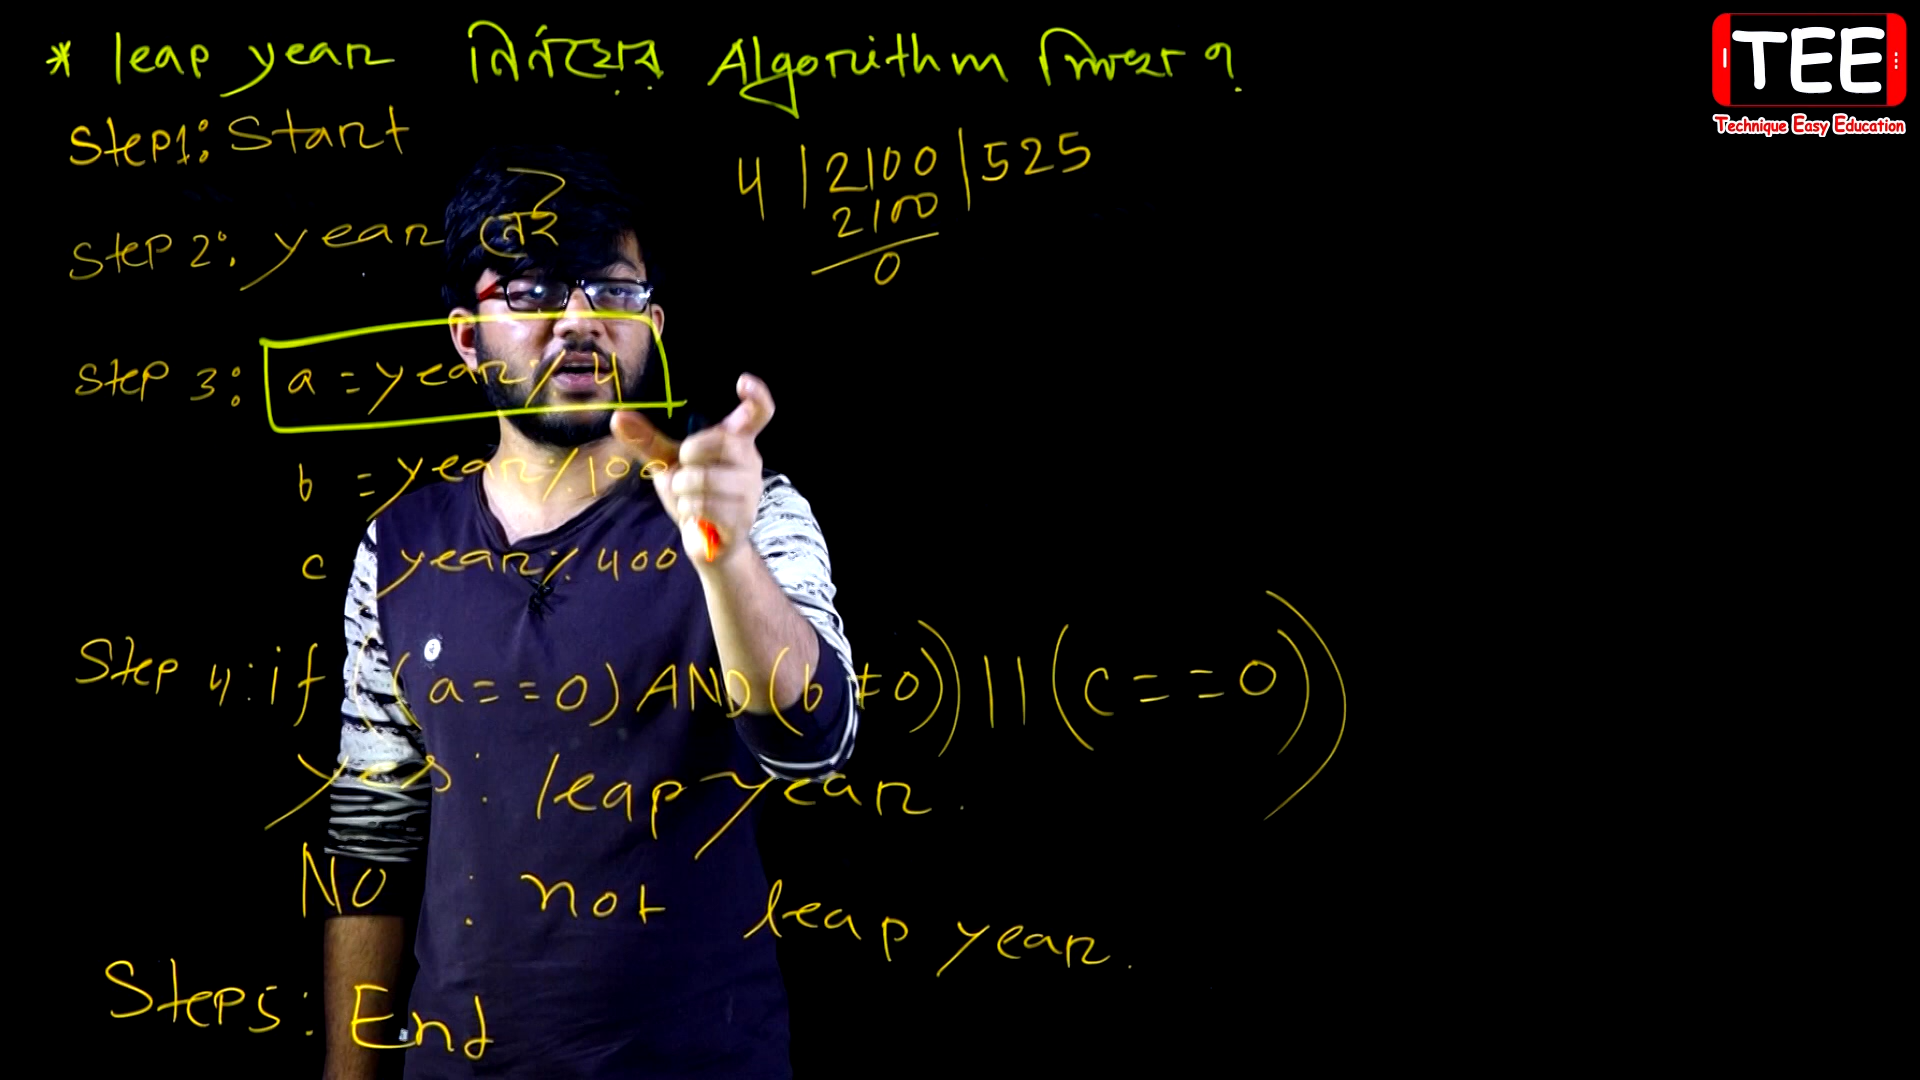 * leap year নির্ণয়ের Algorithm লিখো ?
TEE
Technique Easy Education
Step1: Start
4 | 2100 | 525
2100
0
Step 2: year নেই
Step 3: a = year % 4
b = year % 100
c year % 400
Step 4: if ((a==0) AND (b≠0)) || (c==0))
Yes: leap year.
No : not leap year.
Step5: End